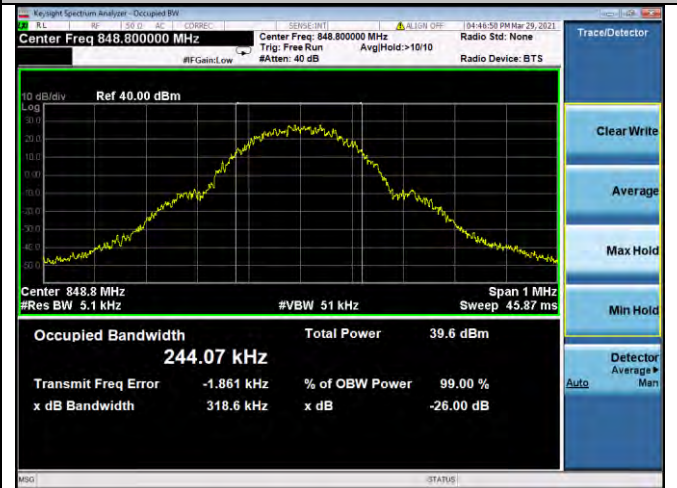 Keysight Spectrum Analyzer - Occupied BW
RL RF 50 Ω AC CORREC SENSE:INT ALIGN OFF 04:46:50 PM Mar 29, 2021
Center Freq 848.800000 MHz Center Freq: 848.800000 MHz Radio Std: None
Trig: Free Run Avg|Hold:>10/10
#IFGain:Low #Atten: 40 dB Radio Device: BTS
Trace/Detector
10 dB/div Ref 40.00 dBm
Log
30.0
20.0
10.0
0.00
-10.0
-20.0
-30.0
-40.0
-50.0
Center 848.8 MHz Span 1 MHz
#Res BW 5.1 kHz #VBW 51 kHz Sweep 45.87 ms
Occupied Bandwidth Total Power 39.6 dBm
244.07 kHz
Transmit Freq Error -1.861 kHz % of OBW Power 99.00 %
x dB Bandwidth 318.6 kHz x dB -26.00 dB
Clear Write
Average
Max Hold
Min Hold
Detector
Average
Auto Man
MSG STATUS